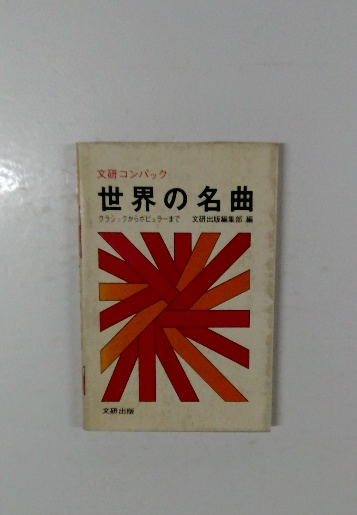 文研コンパック
世界の名曲
クラシックからポピュラーまで 文研出版編集部 編
文研出版